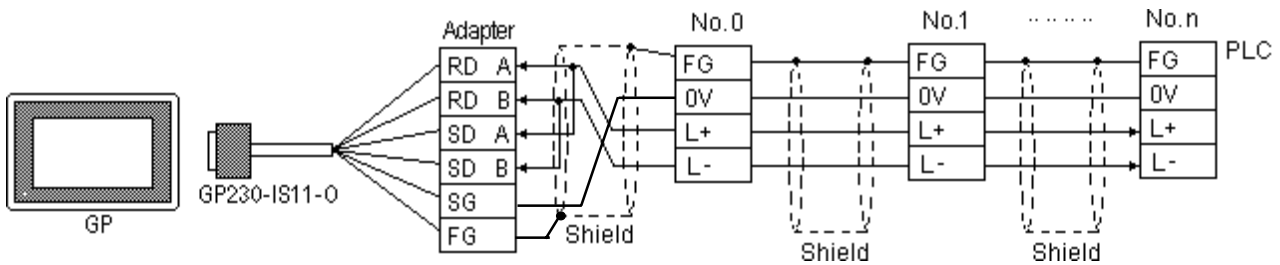 Adapter
No.0
No.1
No.n
RD A
RD B
SD A
SD B
SG
FG
FG
0V
L+
L-
FG
0V
L+
L-
FG
0V
L+
L-
PLC
GP230-IS11-O
GP
Shield
Shield
Shield